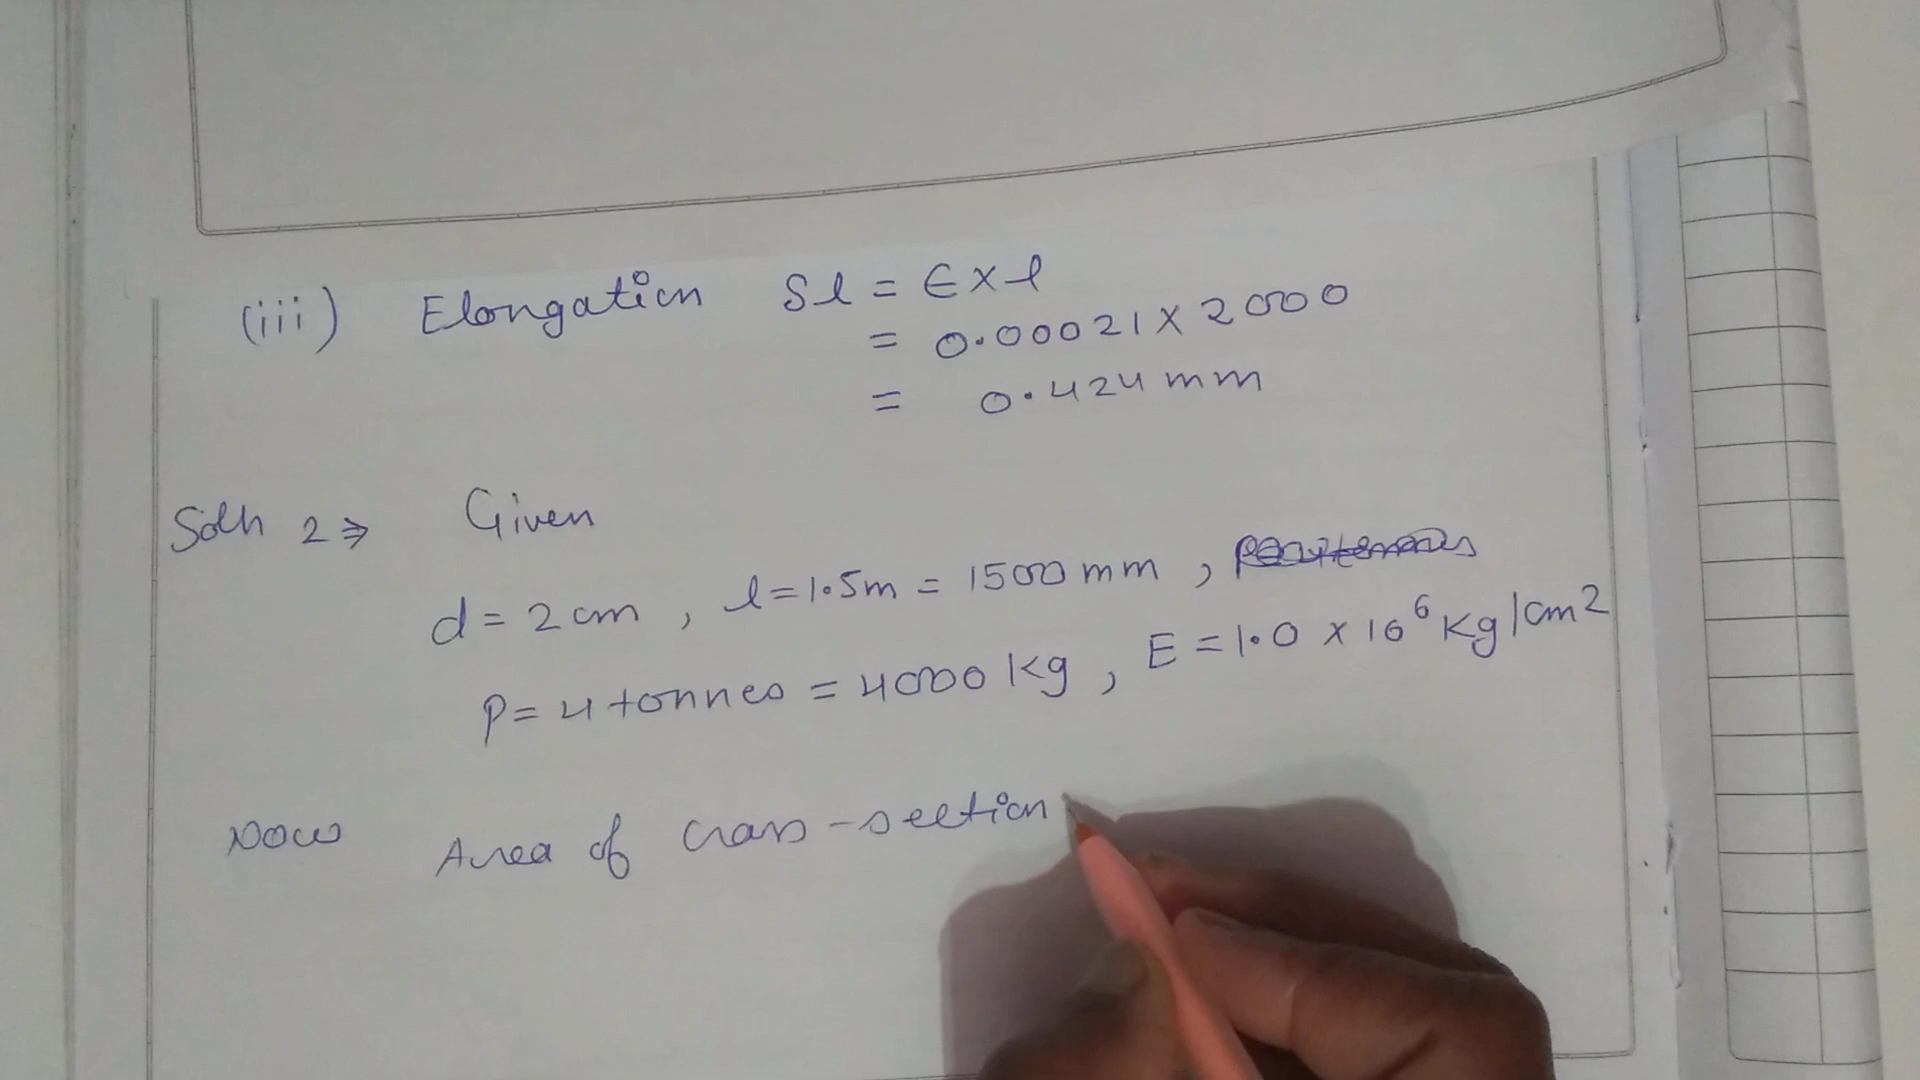 (iii) Elongation δl = ∈ × l
= 0.00021 × 2000
= 0.424 mm
Soln 2 ⇒ Given
d = 2 cm, l = 1.5m = 1500 mm,
P = 4 tonnes = 4000 Kg, E = 1.0 × 10⁶ Kg/cm²
Now Area of cross-section